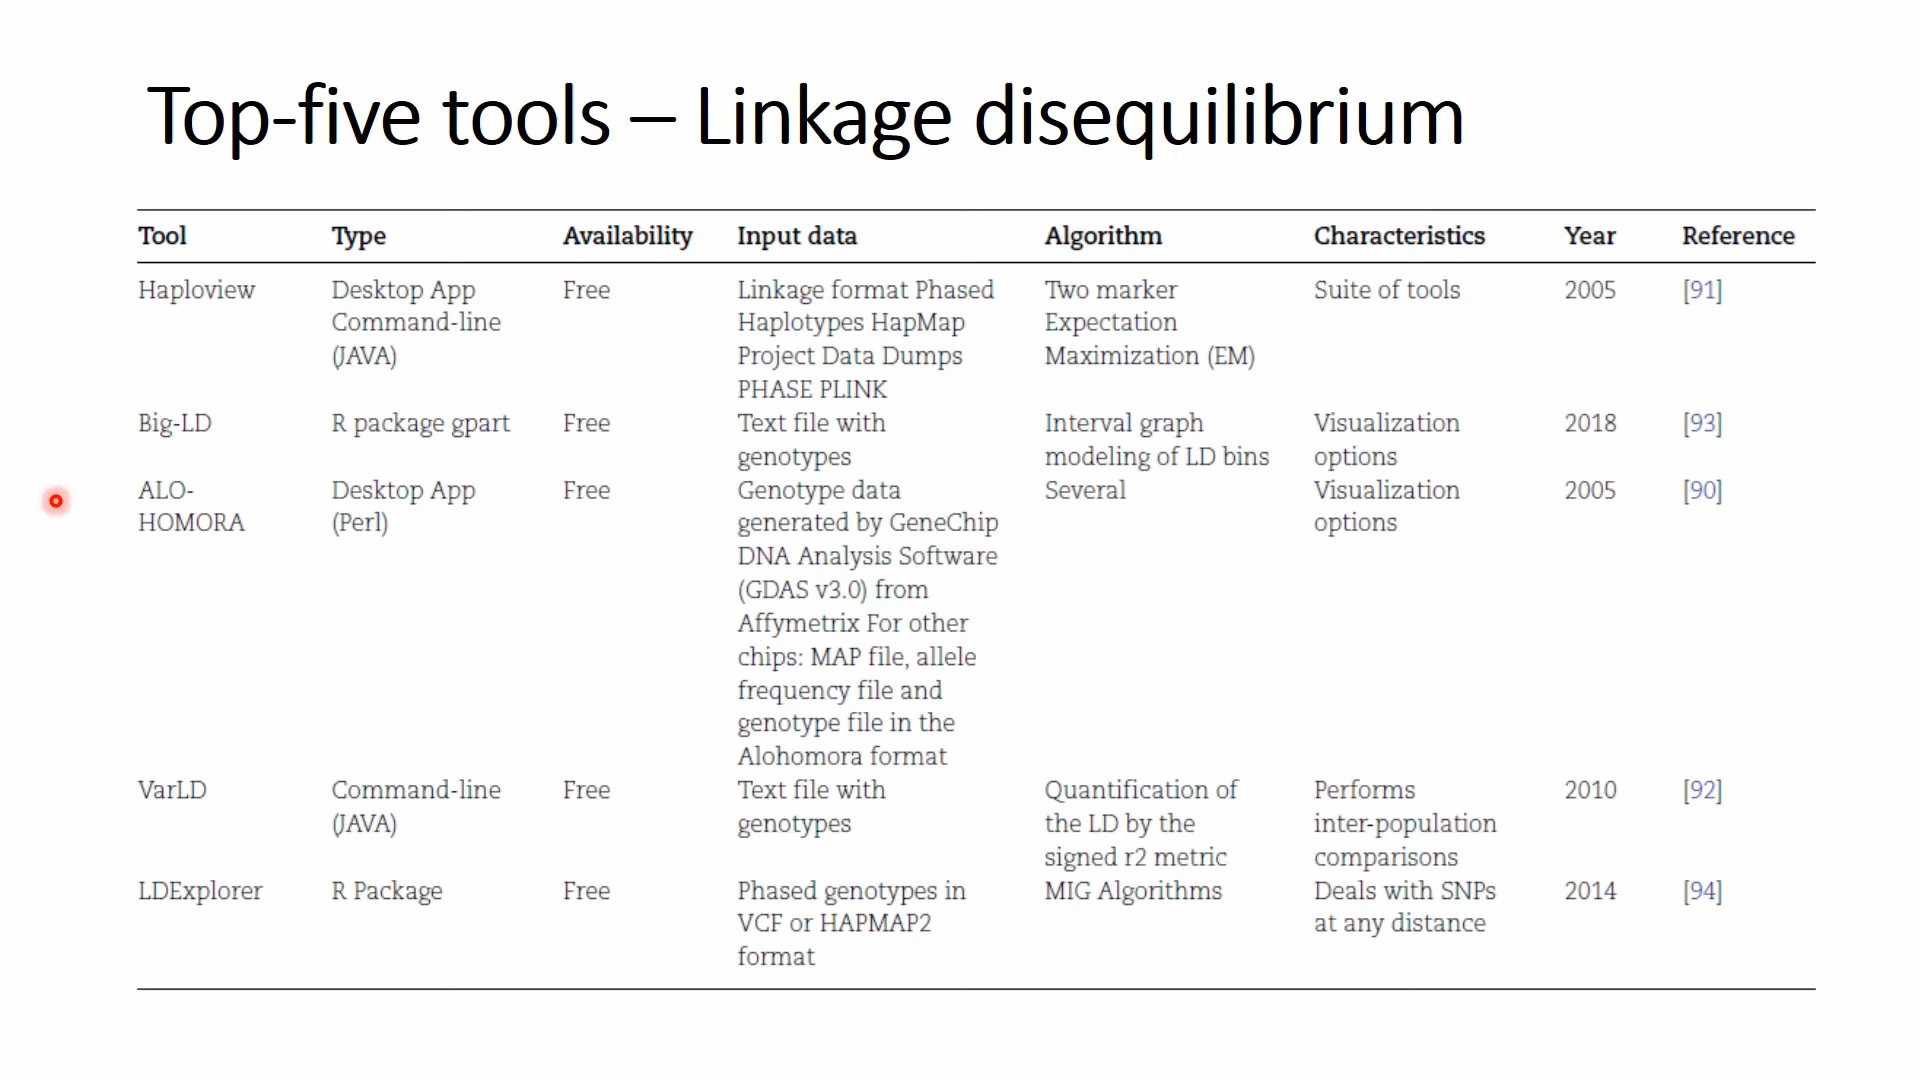 Top-five tools – Linkage disequilibrium
Tool Type Availability Input data Algorithm Characteristics Year Reference
Haploview Desktop App Free Linkage format Phased Two marker Suite of tools 2005 [91]
Command-line Haplotypes HapMap Expectation
(JAVA) Project Data Dumps Maximization (EM)
PHASE PLINK
Big-LD R package gpart Free Text file with Interval graph Visualization 2018 [93]
genotypes modeling of LD bins options
ALO- Desktop App Free Genotype data Several Visualization 2005 [90]
HOMORA (Perl) generated by GeneChip options
DNA Analysis Software
(GDAS v3.0) from
Affymetrix For other
chips: MAP file, allele
frequency file and
genotype file in the
Alohomora format
VarLD Command-line Free Text file with Quantification of Performs 2010 [92]
(JAVA) genotypes the LD by the inter-population
signed r2 metric comparisons
LDExplorer R Package Free Phased genotypes in MIG Algorithms Deals with SNPs 2014 [94]
VCF or HAPMAP2 at any distance
format